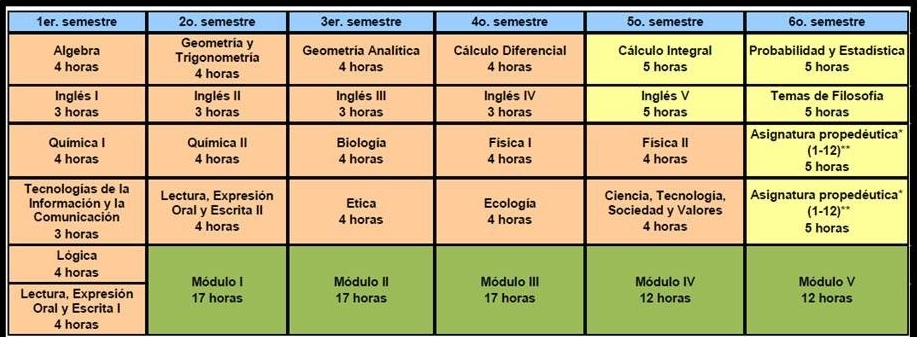 1er. semestre
2o. semestre
3er. semestre
4o. semestre
5o. semestre
6o. semestre
Algebra
4 horas
Geometría y
Trigonometría
4 horas
Geometría Analítica
4 horas
Cálculo Diferencial
4 horas
Cálculo Integral
5 horas
Probabilidad y Estadística
5 horas
Inglés I
3 horas
Inglés II
3 horas
Inglés III
3 horas
Inglés IV
3 horas
Inglés V
5 horas
Temas de Filosofía
5 horas
Química I
4 horas
Química II
4 horas
Biología
4 horas
Física I
4 horas
Física II
4 horas
Asignatura propedéutica*
(1-12)**
5 horas
Tecnologías de la
Información y la
Comunicación
3 horas
Lectura, Expresión
Oral y Escrita II
4 horas
Etica
4 horas
Ecología
4 horas
Ciencia, Tecnología,
Sociedad y Valores
4 horas
Asignatura propedéutica*
(1-12)**
5 horas
Lógica
4 horas
Lectura, Expresión
Oral y Escrita I
4 horas
Módulo I
17 horas
Módulo II
17 horas
Módulo III
17 horas
Módulo IV
12 horas
Módulo V
12 horas